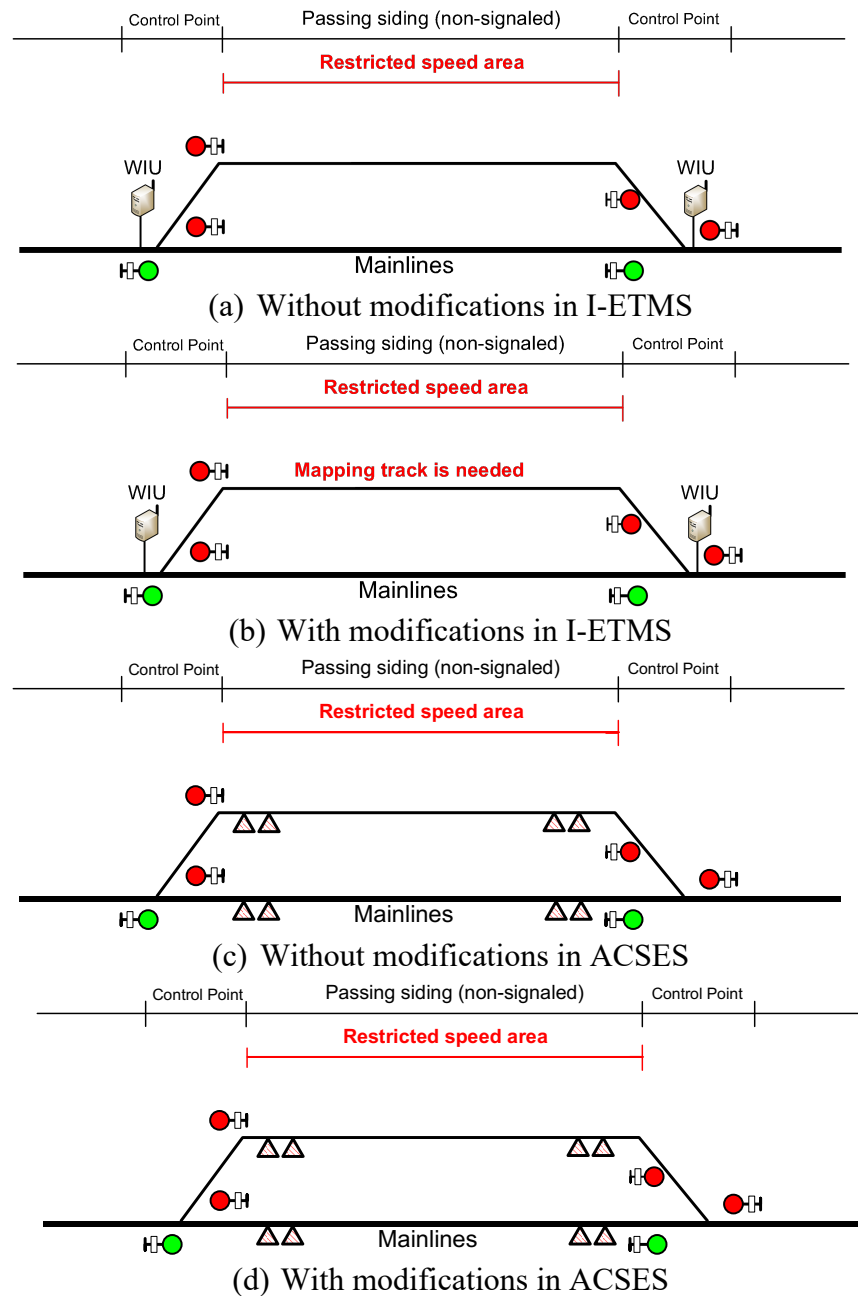 Control Point Passing siding (non-signaled) Control Point
Restricted speed area
WIU WIU
Mainlines
(a) Without modifications in I-ETMS
Control Point Passing siding (non-signaled) Control Point
Restricted speed area
Mapping track is needed
WIU WIU
Mainlines
(b) With modifications in I-ETMS
Control Point Passing siding (non-signaled) Control Point
Restricted speed area
Mainlines
(c) Without modifications in ACSES
Control Point Passing siding (non-signaled) Control Point
Restricted speed area
Mainlines
(d) With modifications in ACSES